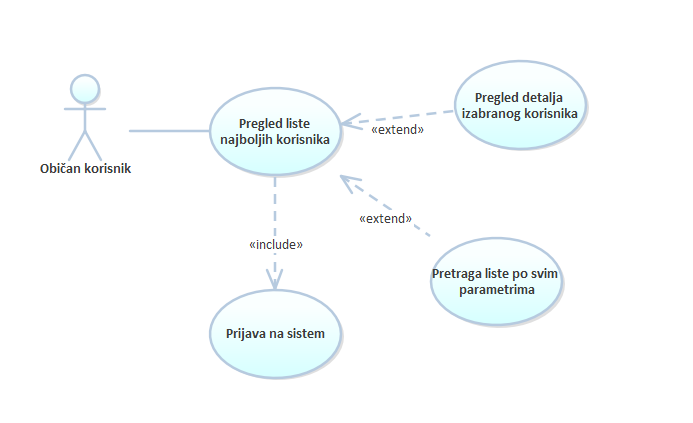 Pregled detalja
izabranog korisnika
Pregled liste
najboljih korisnika
«extend»
Običan korisnik
«extend»
«include»
Pretraga liste po svim
parametrima
Prijava na sistem